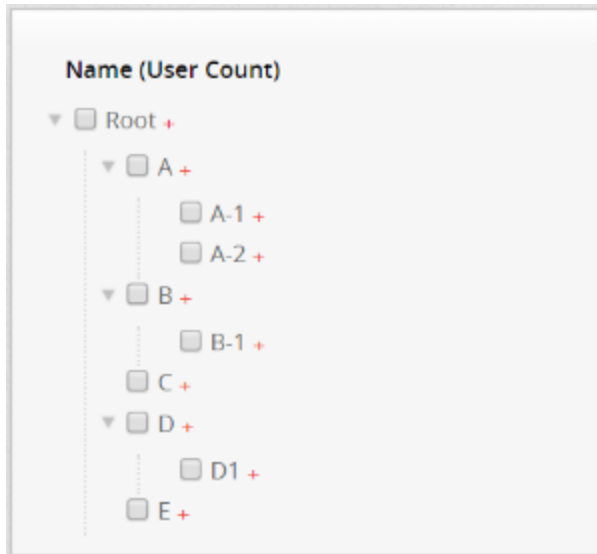 Name (User Count)
Root +
A +
A-1 +
A-2 +
B +
B-1 +
C +
D +
D1 +
E +